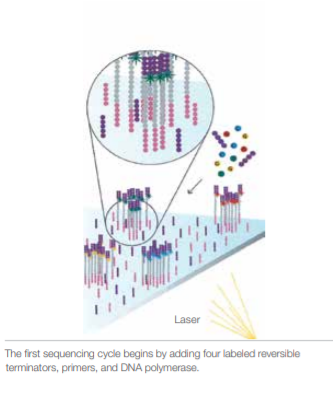 Laser
The first sequencing cycle begins by adding four labeled reversible
terminators, primers, and DNA polymerase.